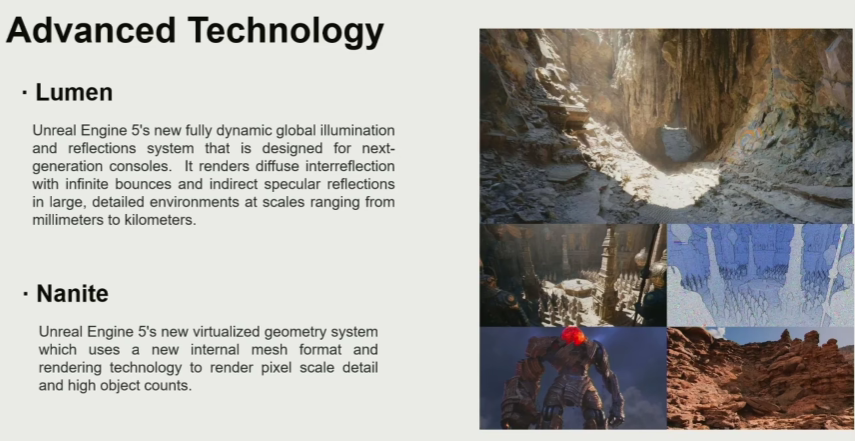 Advanced Technology
· Lumen
Unreal Engine 5's new fully dynamic global illumination
and reflections system that is designed for next-
generation consoles. It renders diffuse interreflection
with infinite bounces and indirect specular reflections
in large, detailed environments at scales ranging from
millimeters to kilometers.
· Nanite
Unreal Engine 5's new virtualized geometry system
which uses a new internal mesh format and
rendering technology to render pixel scale detail
and high object counts.